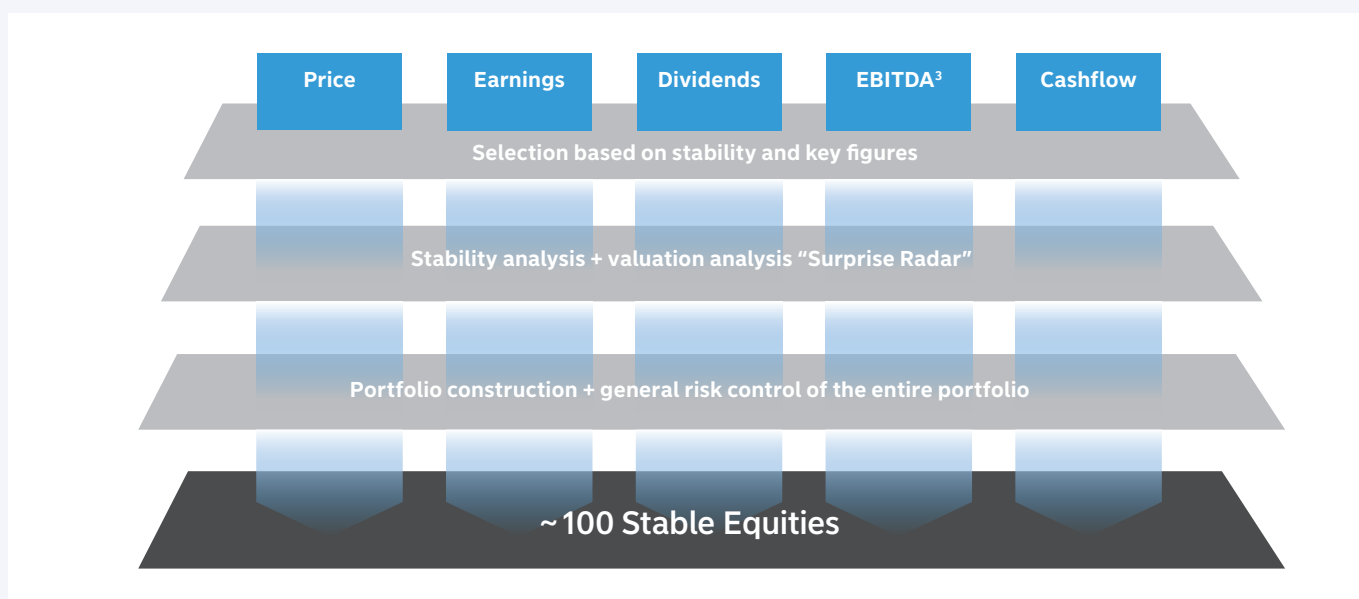 Price
Earnings
Dividends
EBITDA³
Cashflow
Selection based on stability and key figures
Stability analysis + valuation analysis “Surprise Radar”
Portfolio construction + general risk control of the entire portfolio
~ 100 Stable Equities